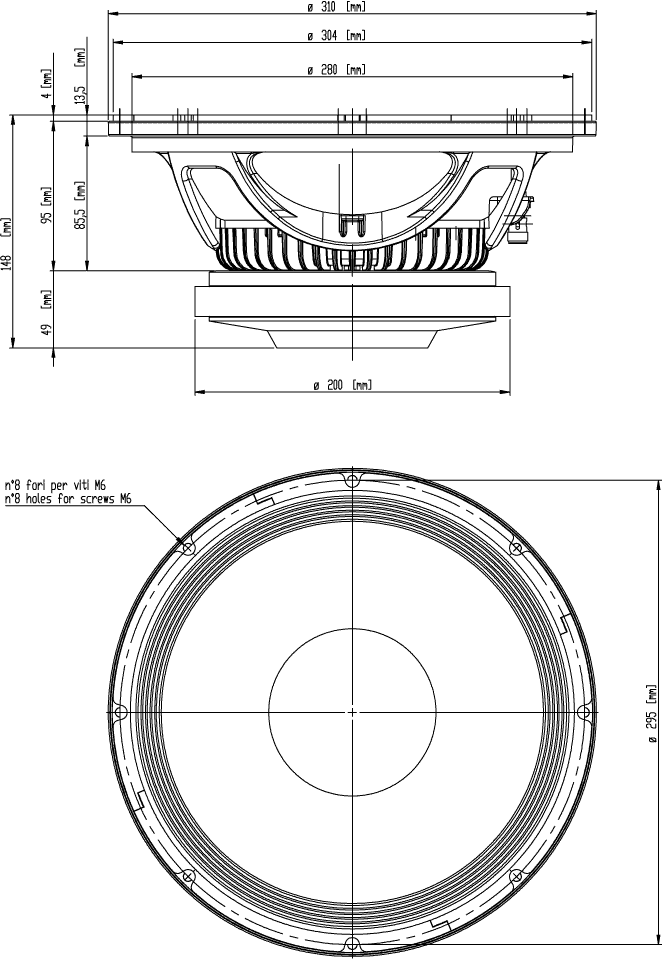 ø 310 [mm]
ø 304 [mm]
ø 280 [mm]
4 [mm]
13,5 [mm]
95 [mm]
85,5 [mm]
148 [mm]
49 [mm]
ø 200 [mm]
n°8 fori per viti M6
n°8 holes for screws M6
ø 295 [mm]